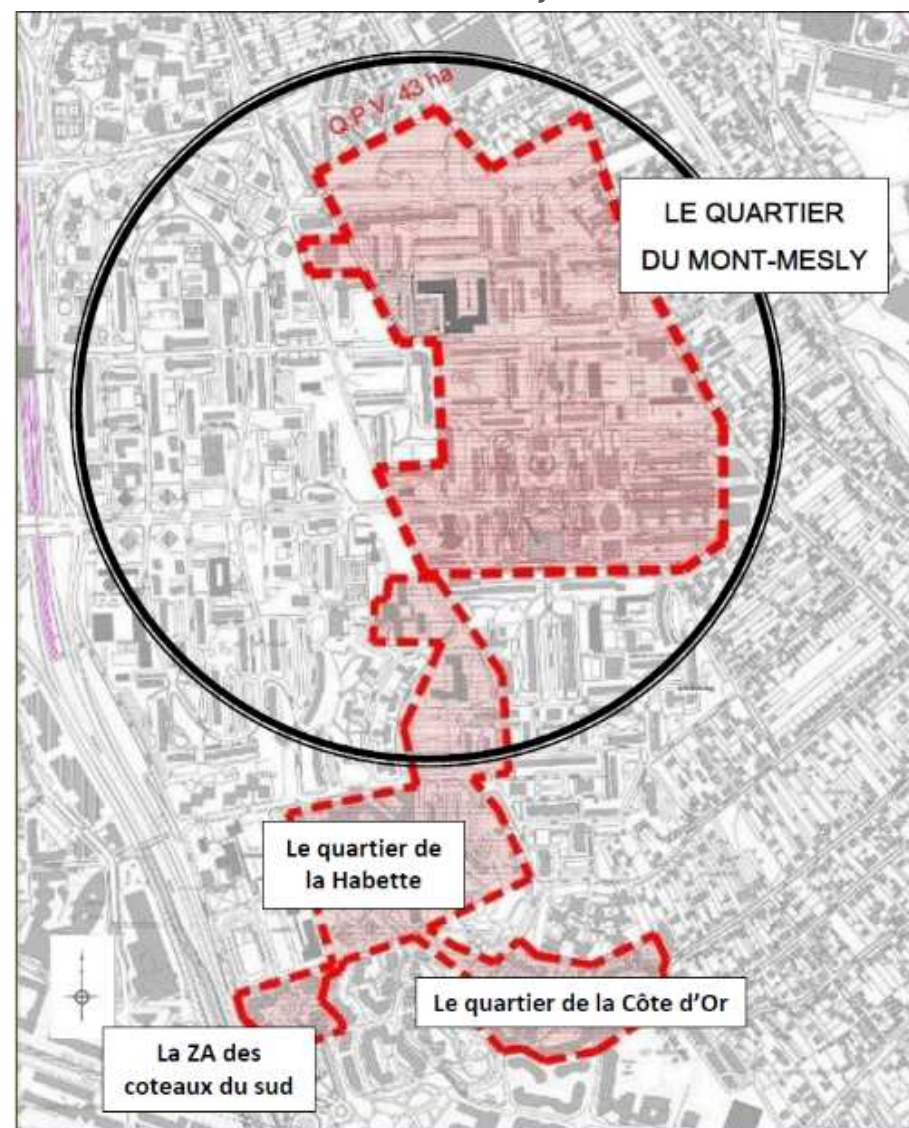 Q.P.V. 43 ha
LE QUARTIER
DU MONT-MESLY
Le quartier de
la Habette
Le quartier de la Côte d'Or
La ZA des
coteaux du sud